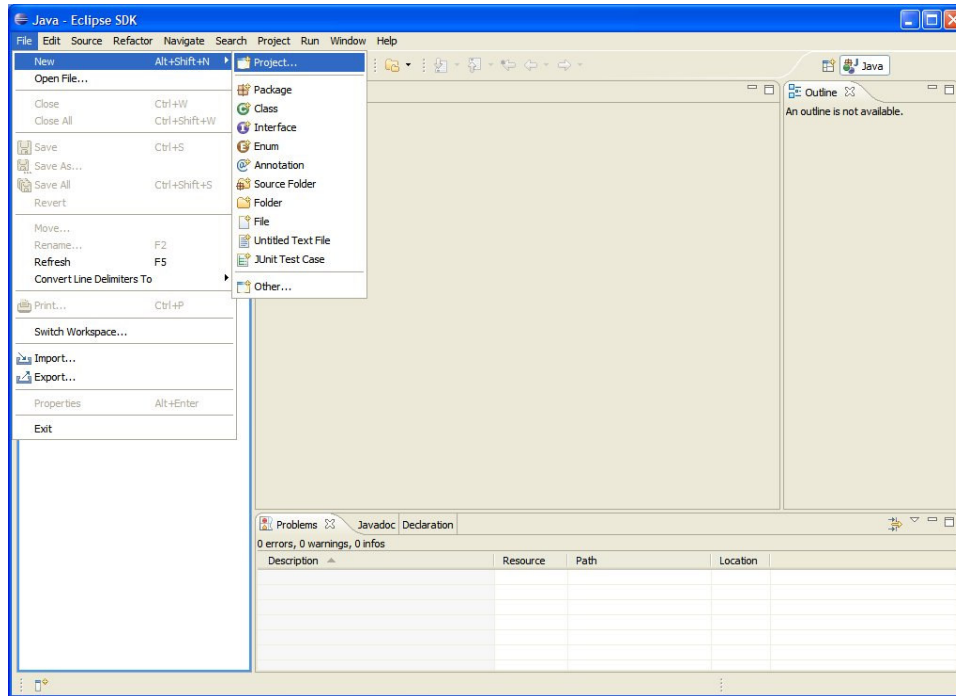 Java - Eclipse SDK
File Edit Source Refactor Navigate Search Project Run Window Help
New Alt+Shift+N
Open File...
Close Ctrl+W
Close All Ctrl+Shift+W
Save Ctrl+S
Save As...
Save All Ctrl+Shift+S
Revert
Move...
Rename... F2
Refresh F5
Convert Line Delimiters To
Print... Ctrl+P
Switch Workspace...
Import...
Export...
Properties Alt+Enter
Exit
Project...
Package
Class
Interface
Enum
Annotation
Source Folder
Folder
File
Untitled Text File
JUnit Test Case
Other...
Java
Outline
An outline is not available.
Problems Javadoc Declaration
0 errors, 0 warnings, 0 infos
Description Resource Path Location